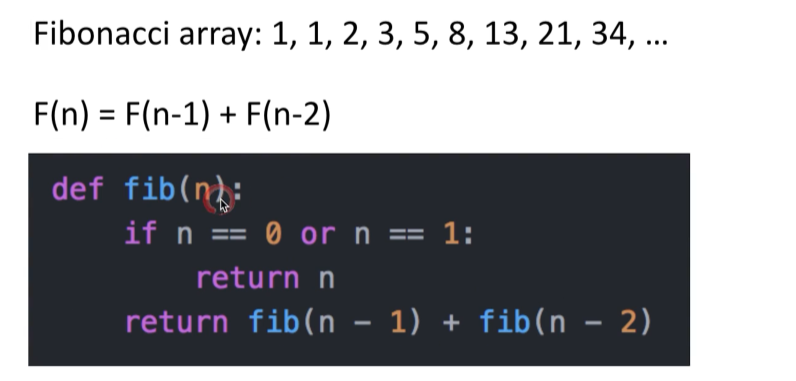 Fibonacci array: 1, 1, 2, 3, 5, 8, 13, 21, 34, ...
F(n) = F(n-1) + F(n-2)
def fib(n):
    if n == 0 or n == 1:
        return n
    return fib(n - 1) + fib(n - 2)